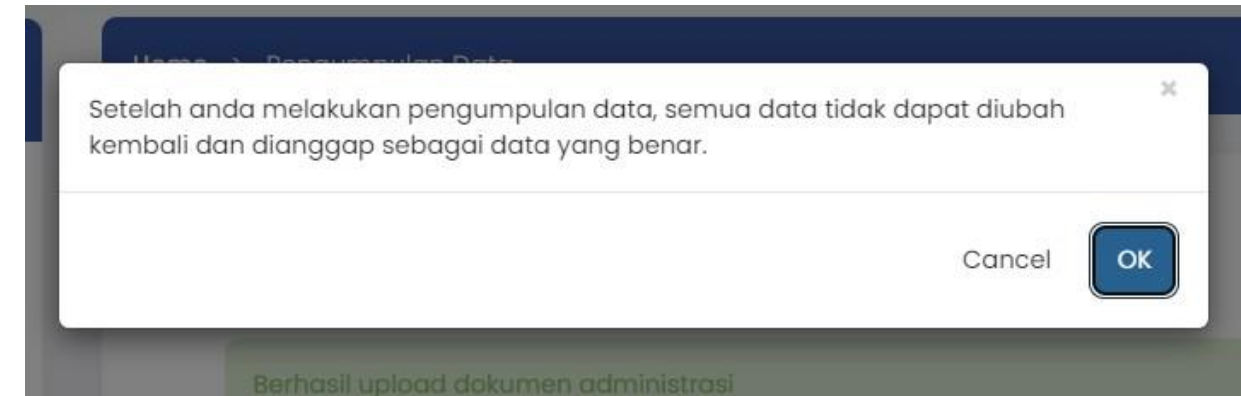 Home > Pengumpulan Data
Setelah anda melakukan pengumpulan data, semua data tidak dapat diubah
kembali dan dianggap sebagai data yang benar.
×
Cancel
OK
Berhasil upload dokumen administrasi